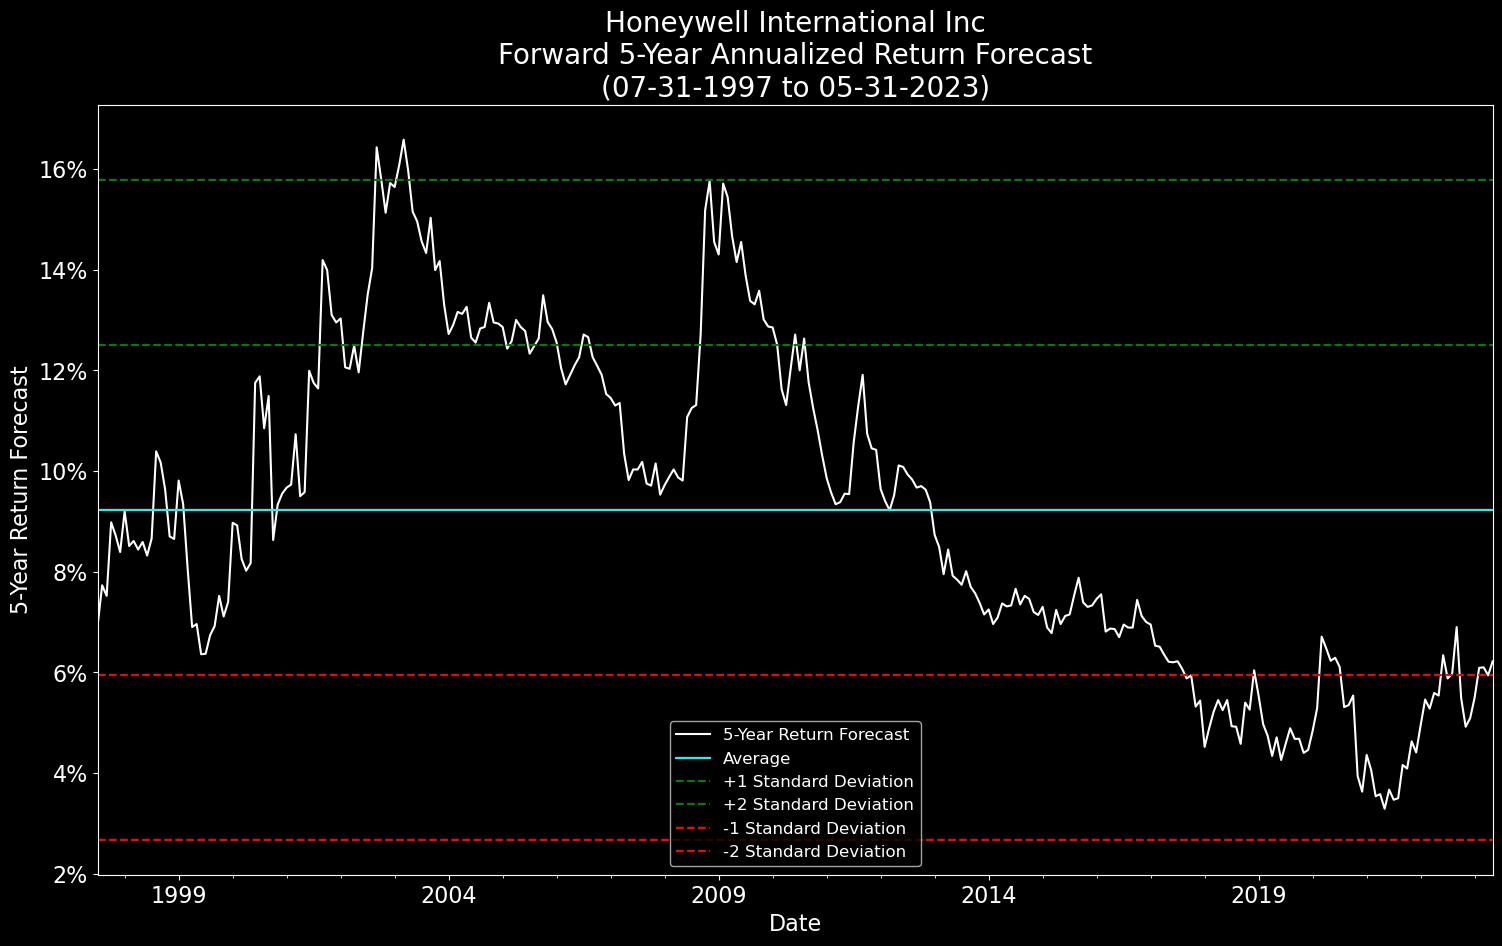 Honeywell International Inc
Forward 5-Year Annualized Return Forecast
(07-31-1997 to 05-31-2023)
5-Year Return Forecast
16%
14%
12%
10%
8%
6%
4%
2%
5-Year Return Forecast
Average
+1 Standard Deviation
+2 Standard Deviation
-1 Standard Deviation
-2 Standard Deviation
1999
2004
2009
2014
2019
Date